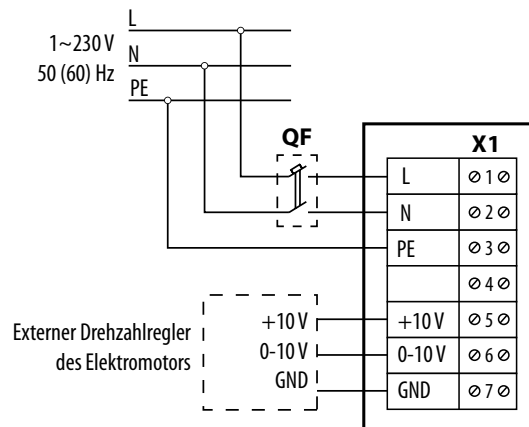 L
1~230 V
N
50 (60) Hz
PE
QF
X1
L 1
N 2
PE 3
4
+10 V +10 V 5
Externer Drehzahlregler
0-10 V 0-10 V 6
des Elektromotors
GND GND 7